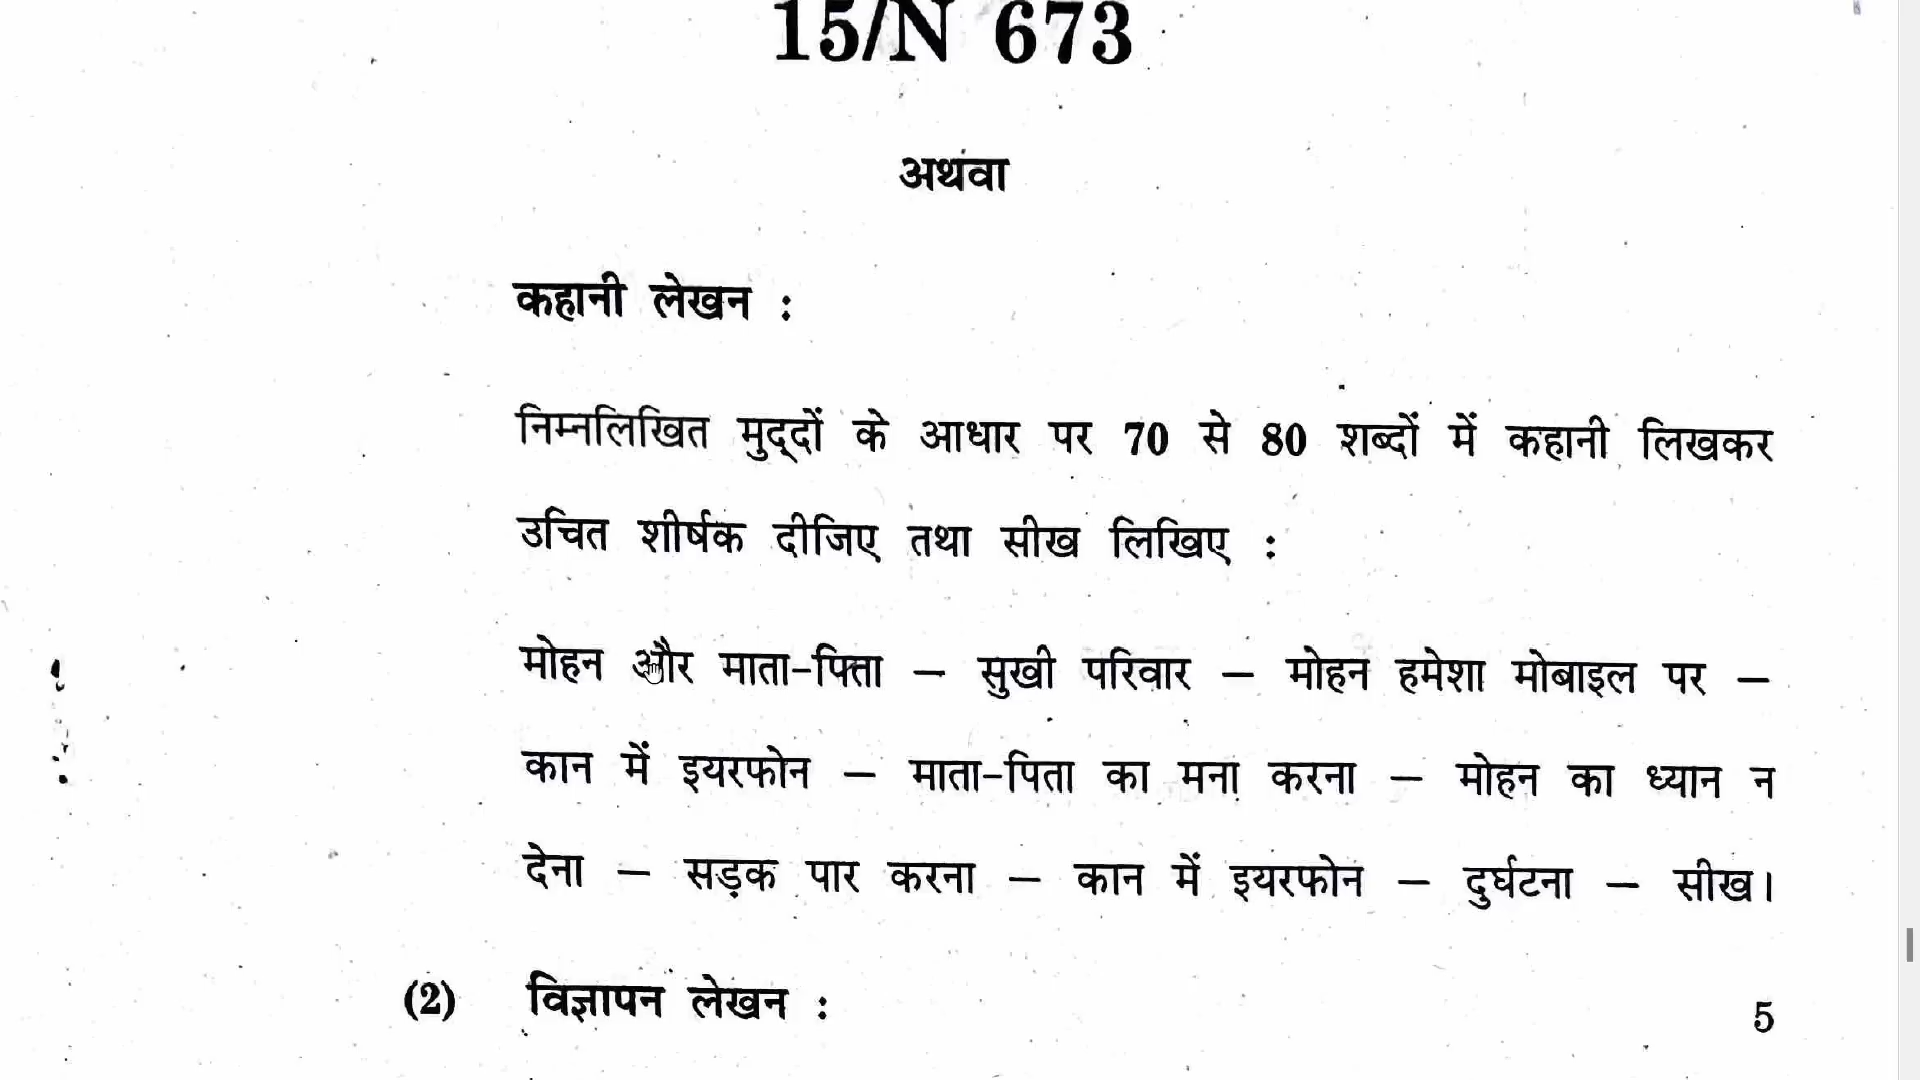 15/N 673
अथवा
कहानी लेखन :
निम्नलिखित मुद्दों के आधार पर 70 से 80 शब्दों में कहानी लिखकर
उचित शीर्षक दीजिए तथा सीख लिखिए :
मोहन और माता-पिता – सुखी परिवार – मोहन हमेशा मोबाइल पर –
कान में इयरफोन – माता-पिता का मना करना – मोहन का ध्यान न
देना – सड़क पार करना – कान में इयरफोन – दुर्घटना – सीख।
(2) विज्ञापन लेखन : 5